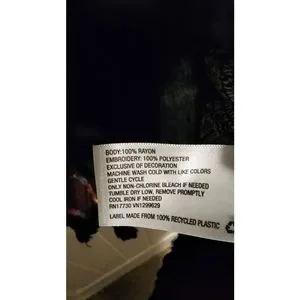 BODY:100% RAYON
EMBROIDERY: 100% POLYESTER
EXCLUSIVE OF DECORATION
MACHINE WASH COLD WITH LIKE COLORS
GENTLE CYCLE
ONLY NON-CHLORINE BLEACH IF NEEDED
TUMBLE DRY LOW, REMOVE PROMPTLY
COOL IRON IF NEEDED
RN17730 VN1299629
LABEL MADE FROM 100% RECYCLED PLASTIC